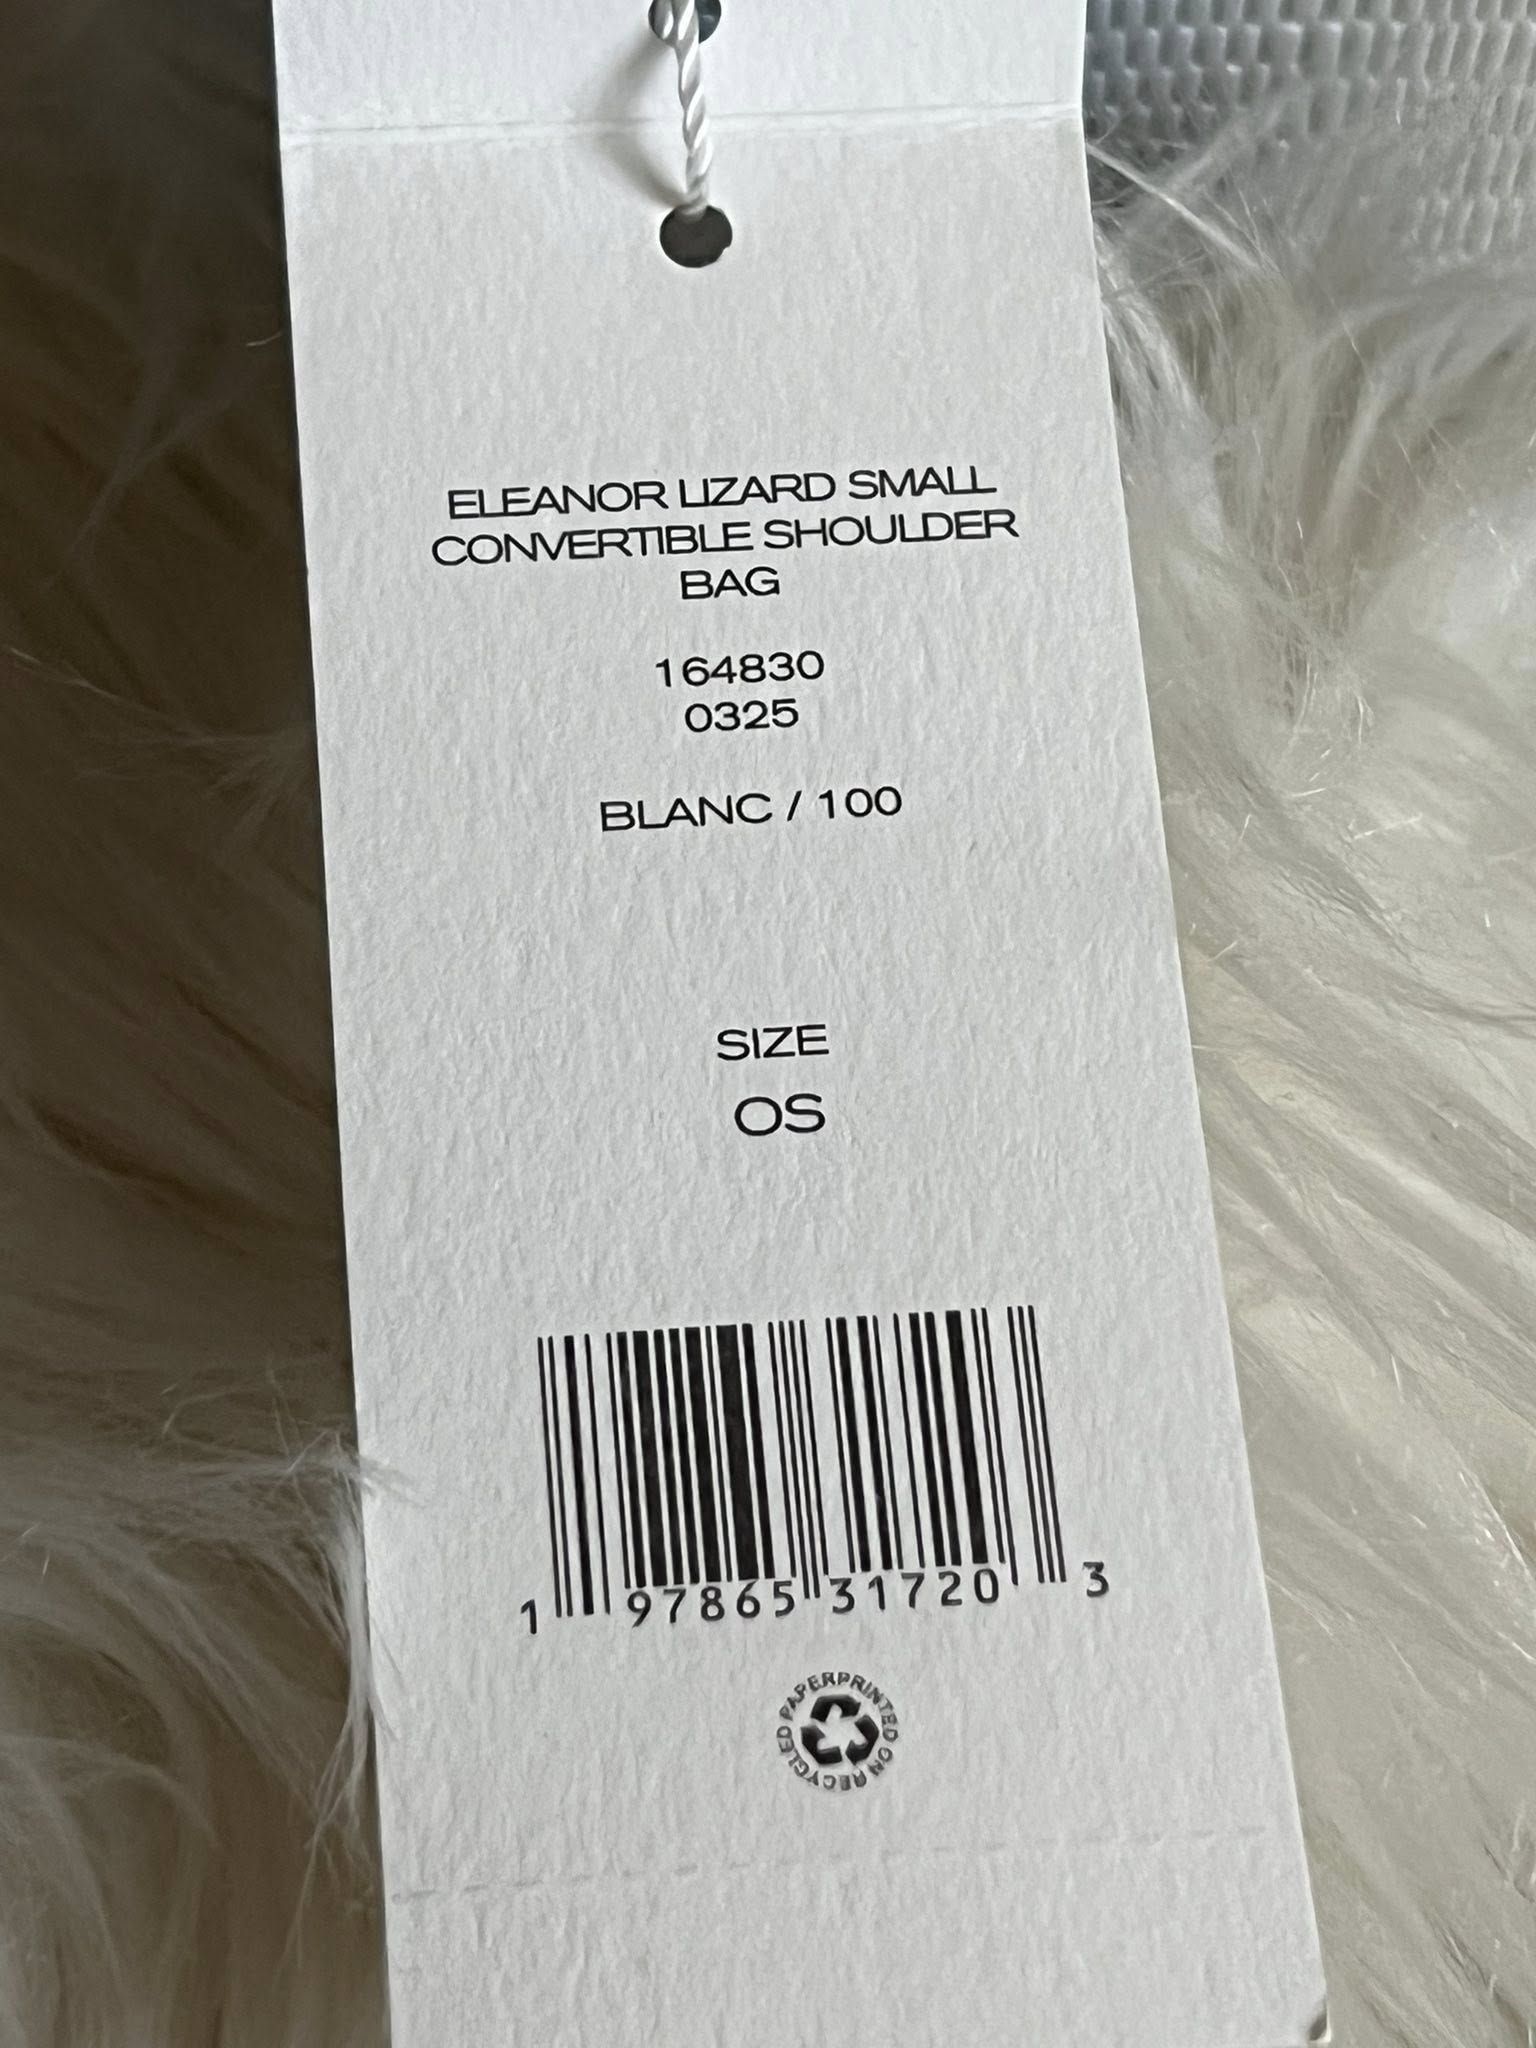 ELEANOR LIZARD SMALL
CONVERTIBLE SHOULDER
BAG
164830
0325
BLANC / 100
SIZE
OS
1 97865 31720 3
PRINTED ON RECYCLED PAPER